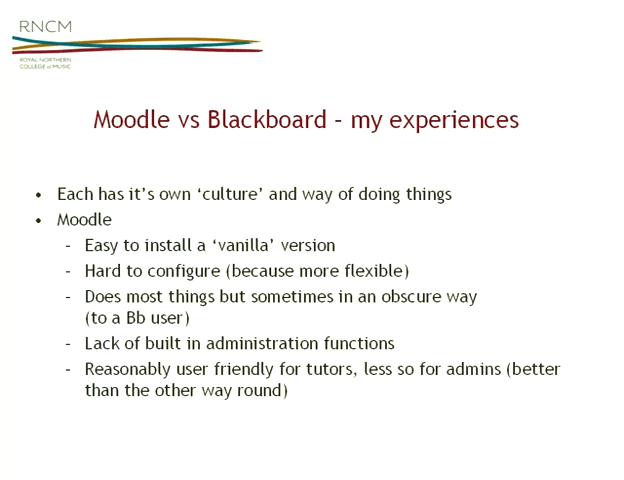 RNCM
ROYAL NORTHERN
COLLEGE of MUSIC
Moodle vs Blackboard – my experiences
• Each has it's own 'culture' and way of doing things
• Moodle
– Easy to install a 'vanilla' version
– Hard to configure (because more flexible)
– Does most things but sometimes in an obscure way
(to a Bb user)
– Lack of built in administration functions
– Reasonably user friendly for tutors, less so for admins (better
than the other way round)